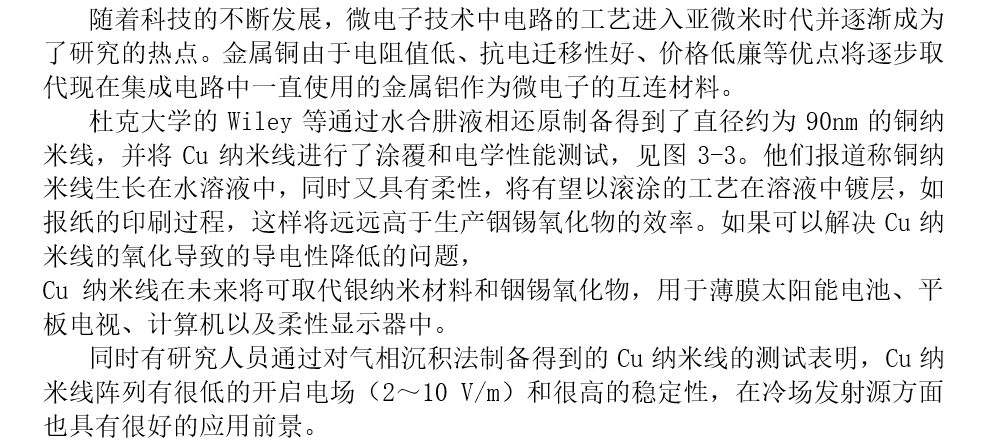 随着科技的不断发展，微电子技术中电路的工艺进入亚微米时代并逐渐成为
了研究的热点。金属铜由于电阻值低、抗电迁移性好、价格低廉等优点将逐步取
代现在集成电路中一直使用的金属铝作为微电子的互连材料。
杜克大学的 Wiley 等通过水合肼液相还原制备得到了直径约为 90nm 的铜纳
米线，并将 Cu 纳米线进行了涂覆和电学性能测试，见图 3-3。他们报道称铜纳
米线生长在水溶液中，同时又具有柔性，将有望以滚涂的工艺在溶液中镀层，如
报纸的印刷过程，这样将远远高于生产铟锡氧化物的效率。如果可以解决 Cu 纳
米线的氧化导致的导电性降低的问题，
Cu 纳米线在未来将可取代银纳米材料和铟锡氧化物，用于薄膜太阳能电池、平
板电视、计算机以及柔性显示器中。
同时有研究人员通过对气相沉积法制备得到的 Cu 纳米线的测试表明，Cu 纳
米线阵列有很低的开启电场（2～10 V/m）和很高的稳定性，在冷场发射源方面
也具有很好的应用前景。